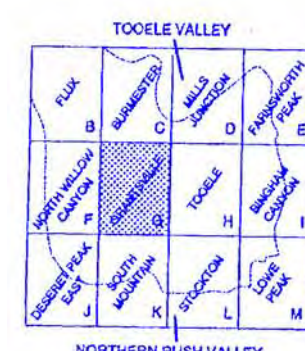 TOOELE VALLEY
FLUX
B
BURMESTER
C
MILLS
JUNCTION
D
FARNSWORTH
PEAK
E
NORTH WILLOW
CANYON
F
GRANTSVILLE
G
TOOELE
H
BINGHAM
CANYON
I
DESERET PEAK
EAST
J
SOUTH
MOUNTAIN
K
STOCKTON
L
LOWE
PEAK
M
NORTHERN RUSH VALLEY